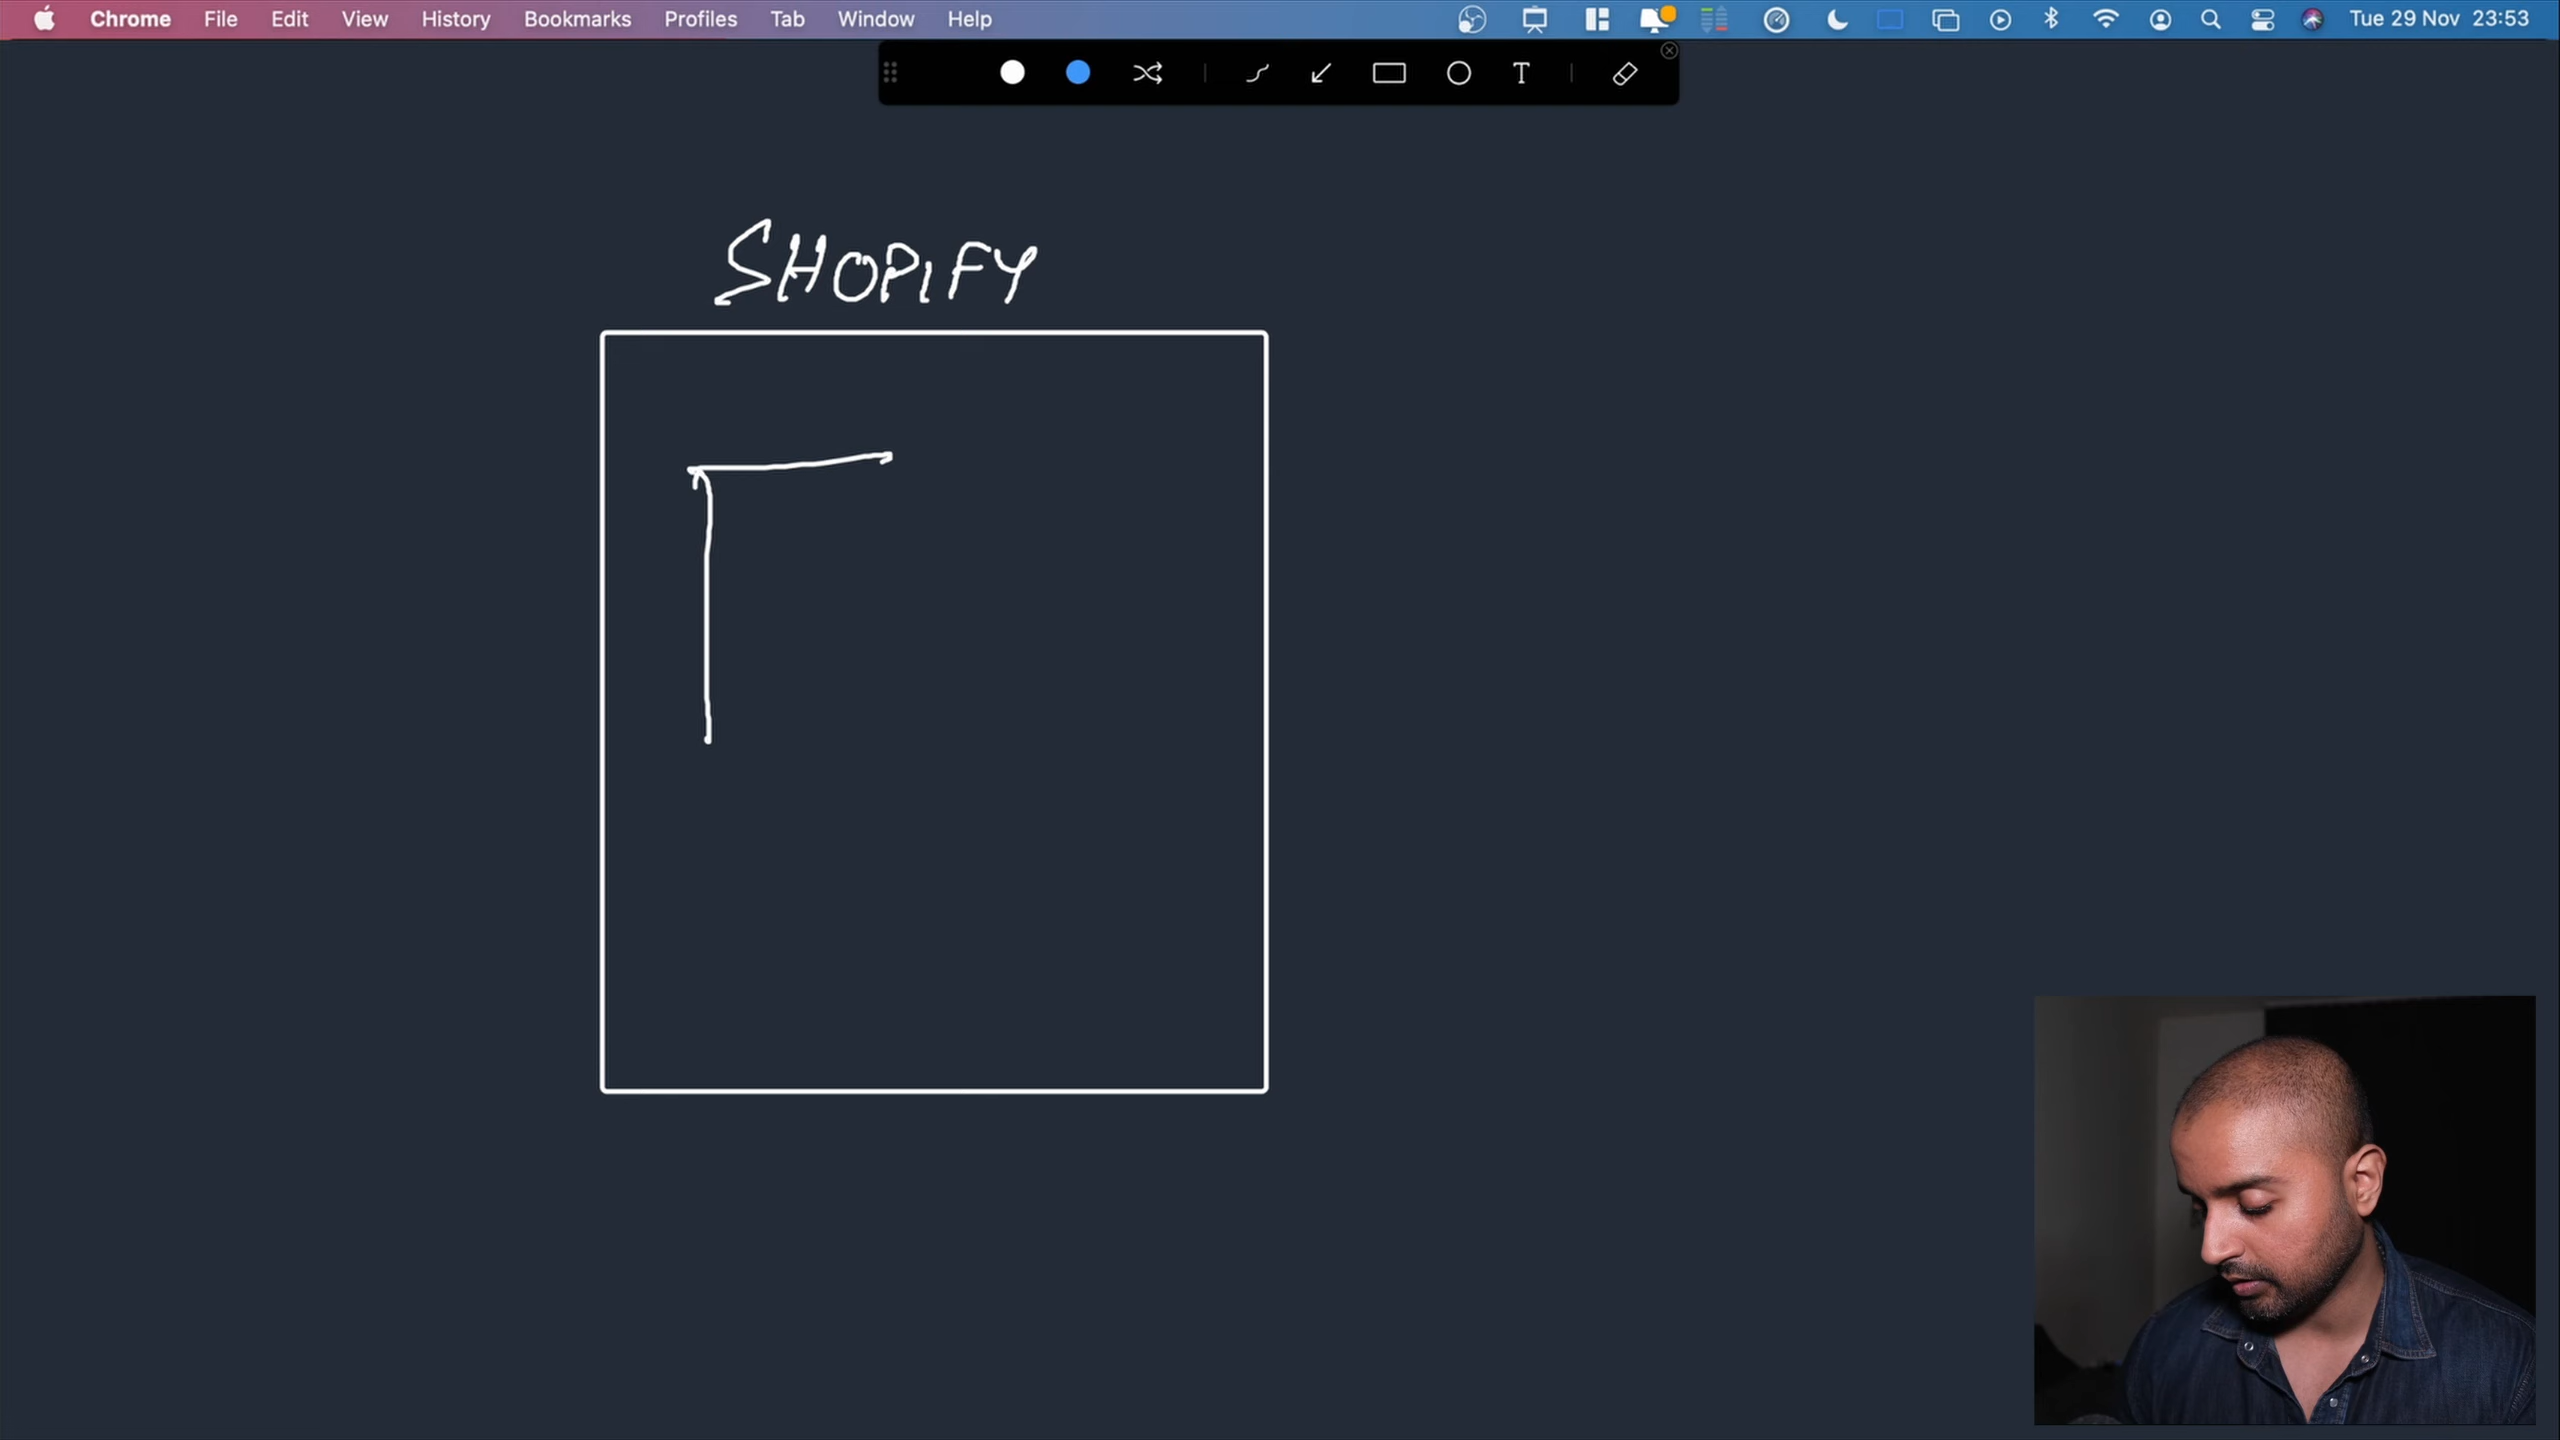 Chrome File Edit View History Bookmarks Profiles Tab Window Help Tue 29 Nov 23:53
T
SHOPIFY